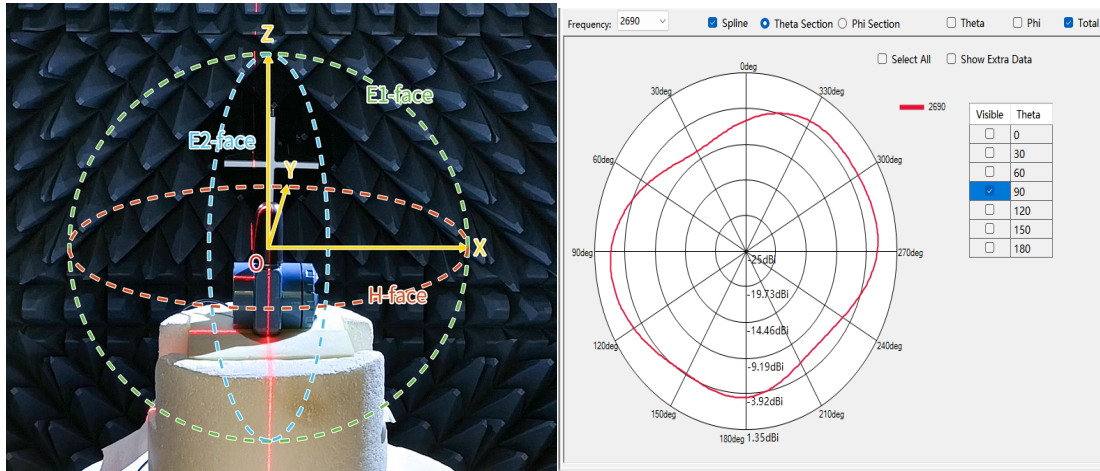 Z
E1-face
E2-face
Y
O
X
H-face
Frequency: 2690 Spline Theta Section Phi Section Theta Phi Total
Select All Show Extra Data
0deg
30deg
330deg
2690
60deg
300deg
90deg
270deg
120deg
240deg
150deg
210deg
180deg
-25dBi
-19.73dBi
-14.46dBi
-9.19dBi
-3.92dBi
1.35dBi
Visible Theta
0
30
60
90
120
150
180